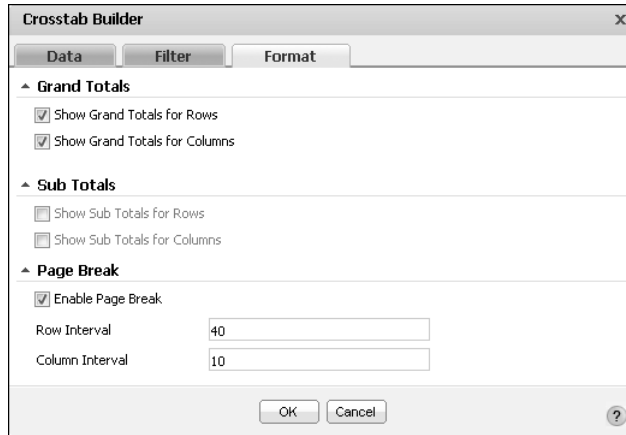 Crosstab Builder x
Data Filter Format
Grand Totals
Show Grand Totals for Rows
Show Grand Totals for Columns
Sub Totals
Show Sub Totals for Rows
Show Sub Totals for Columns
Page Break
Enable Page Break
Row Interval 40
Column Interval 10
OK Cancel
?